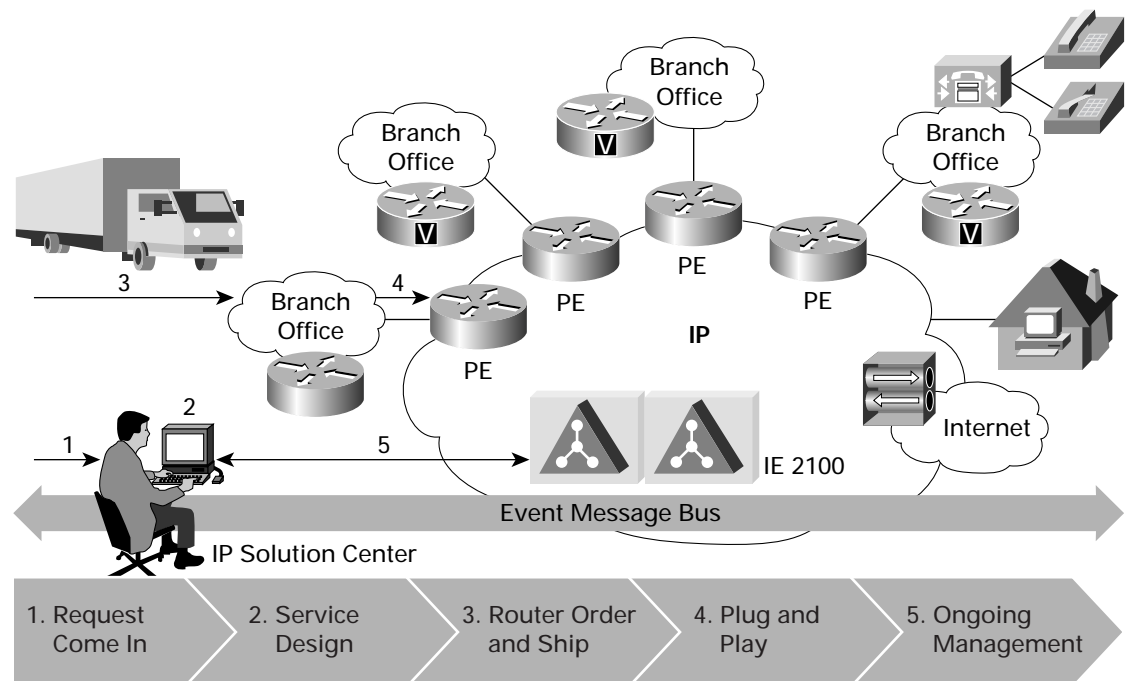 Branch
Office
V
Branch
Office
V
Branch
Office
V
PE
PE
PE
3
Branch
Office
4
PE
IP
Internet
2
1
5
IE 2100
Event Message Bus
IP Solution Center
1. Request
Come In
2. Service
Design
3. Router Order
and Ship
4. Plug and
Play
5. Ongoing
Management